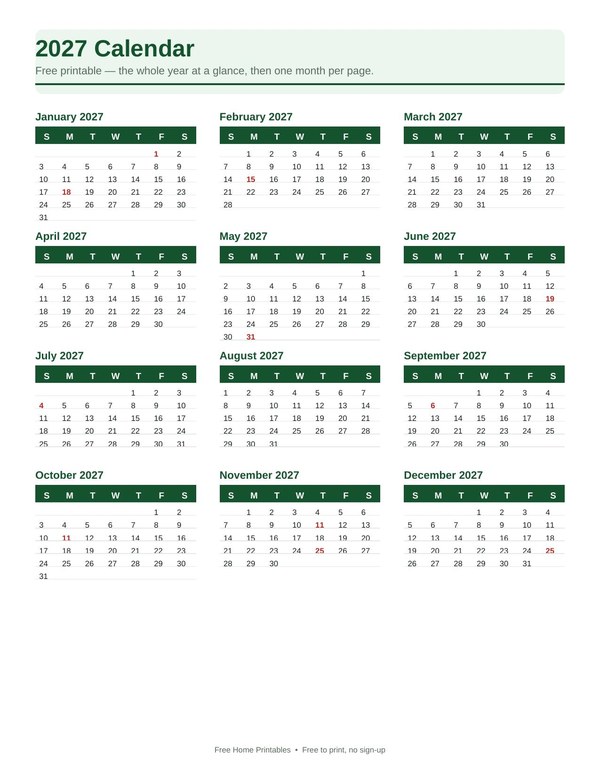 2027 Calendar
Free printable — the whole year at a glance, then one month per page.
January 2027
S M T W T F S
1 2
3 4 5 6 7 8 9
10 11 12 13 14 15 16
17 18 19 20 21 22 23
24 25 26 27 28 29 30
31
February 2027
S M T W T F S
1 2 3 4 5 6
7 8 9 10 11 12 13
14 15 16 17 18 19 20
21 22 23 24 25 26 27
28
March 2027
S M T W T F S
1 2 3 4 5 6
7 8 9 10 11 12 13
14 15 16 17 18 19 20
21 22 23 24 25 26 27
28 29 30 31
April 2027
S M T W T F S
1 2 3
4 5 6 7 8 9 10
11 12 13 14 15 16 17
18 19 20 21 22 23 24
25 26 27 28 29 30
May 2027
S M T W T F S
1
2 3 4 5 6 7 8
9 10 11 12 13 14 15
16 17 18 19 20 21 22
23 24 25 26 27 28 29
30 31
June 2027
S M T W T F S
1 2 3 4 5
6 7 8 9 10 11 12
13 14 15 16 17 18 19
20 21 22 23 24 25 26
27 28 29 30
July 2027
S M T W T F S
1 2 3
4 5 6 7 8 9 10
11 12 13 14 15 16 17
18 19 20 21 22 23 24
25 26 27 28 29 30 31
August 2027
S M T W T F S
1 2 3 4 5 6 7
8 9 10 11 12 13 14
15 16 17 18 19 20 21
22 23 24 25 26 27 28
29 30 31
September 2027
S M T W T F S
1 2 3 4
5 6 7 8 9 10 11
12 13 14 15 16 17 18
19 20 21 22 23 24 25
26 27 28 29 30
October 2027
S M T W T F S
1 2
3 4 5 6 7 8 9
10 11 12 13 14 15 16
17 18 19 20 21 22 23
24 25 26 27 28 29 30
31
November 2027
S M T W T F S
1 2 3 4 5 6
7 8 9 10 11 12 13
14 15 16 17 18 19 20
21 22 23 24 25 26 27
28 29 30
December 2027
S M T W T F S
1 2 3 4
5 6 7 8 9 10 11
12 13 14 15 16 17 18
19 20 21 22 23 24 25
26 27 28 29 30 31
Free Home Printables • Free to print, no sign-up